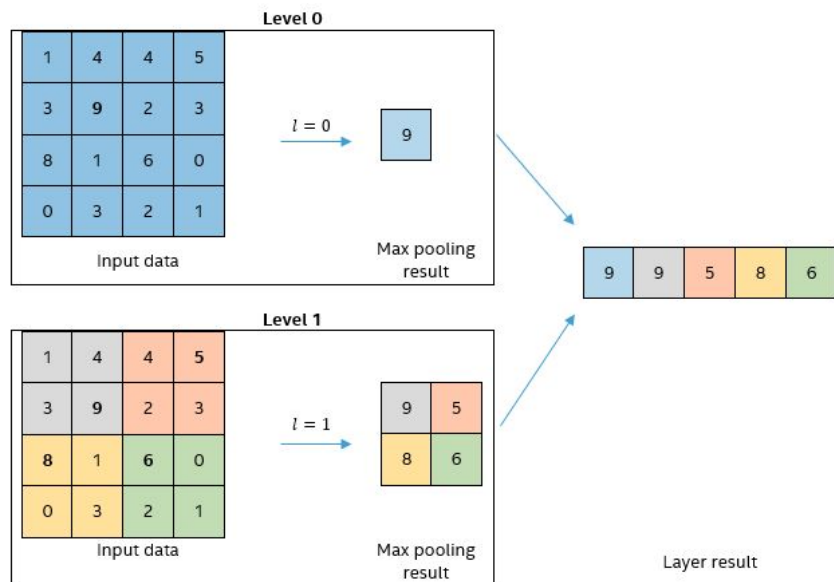 Level 0
1 4 4 5
3 9 2 3
8 1 6 0
0 3 2 1
l = 0
9
Input data
Max pooling
result
Level 1
1 4 4 5
3 9 2 3
8 1 6 0
0 3 2 1
l = 1
9 5
8 6
Input data
Max pooling
result
9 9 5 8 6
Layer result